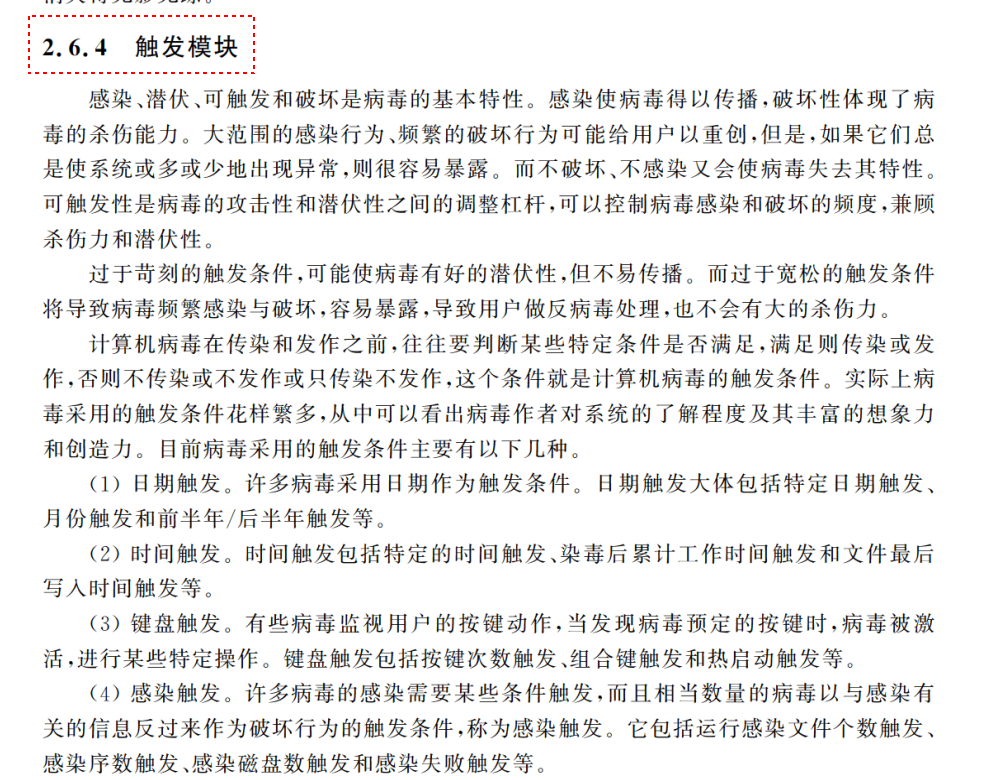 2.6.4 触发模块
感染、潜伏、可触发和破坏是病毒的基本特性。感染使病毒得以传播,破坏性体现了病
毒的杀伤能力。大范围的感染行为、频繁的破坏行为可能给用户以重创,但是,如果它们总
是使系统或多或少地出现异常,则很容易暴露。而不破坏、不感染又会使病毒失去其特性。
可触发性是病毒的攻击性和潜伏性之间的调整杠杆,可以控制病毒感染和破坏的频度,兼顾
杀伤力和潜伏性。
过于苛刻的触发条件,可能使病毒有好的潜伏性,但不易传播。而过于宽松的触发条件
将导致病毒频繁感染与破坏,容易暴露,导致用户做反病毒处理,也不会有大的杀伤力。
计算机病毒在传染和发作之前,往往要判断某些特定条件是否满足,满足则传染或发
作,否则不传染或不发作或只传染不发作,这个条件就是计算机病毒的触发条件。实际上病
毒采用的触发条件花样繁多,从中可以看出病毒作者对系统的了解程度及其丰富的想象力
和创造力。目前病毒采用的触发条件主要有以下几种。
(1) 日期触发。许多病毒采用日期作为触发条件。日期触发大体包括特定日期触发、
月份触发和前半年/后半年触发等。
(2) 时间触发。时间触发包括特定的时间触发、染毒后累计工作时间触发和文件最后
写入时间触发等。
(3) 键盘触发。有些病毒监视用户的按键动作,当发现病毒预定的按键时,病毒被激
活,进行某些特定操作。键盘触发包括按键次数触发、组合键触发和热启动触发等。
(4) 感染触发。许多病毒的感染需要某些条件触发,而且相当数量的病毒以与感染有
关的信息反过来作为破坏行为的触发条件,称为感染触发。它包括运行感染文件个数触发、
感染序数触发、感染磁盘数触发和感染失败触发等。